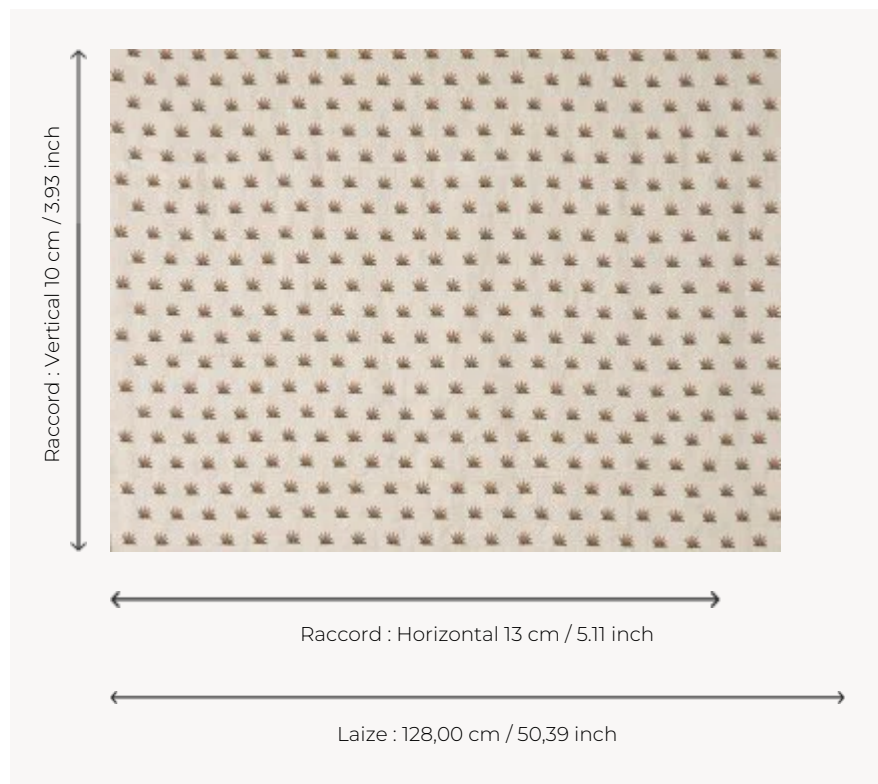 Raccord : Vertical 10 cm / 3.93 inch
Raccord : Horizontal 13 cm / 5.11 inch
Laize : 128,00 cm / 50,39 inch